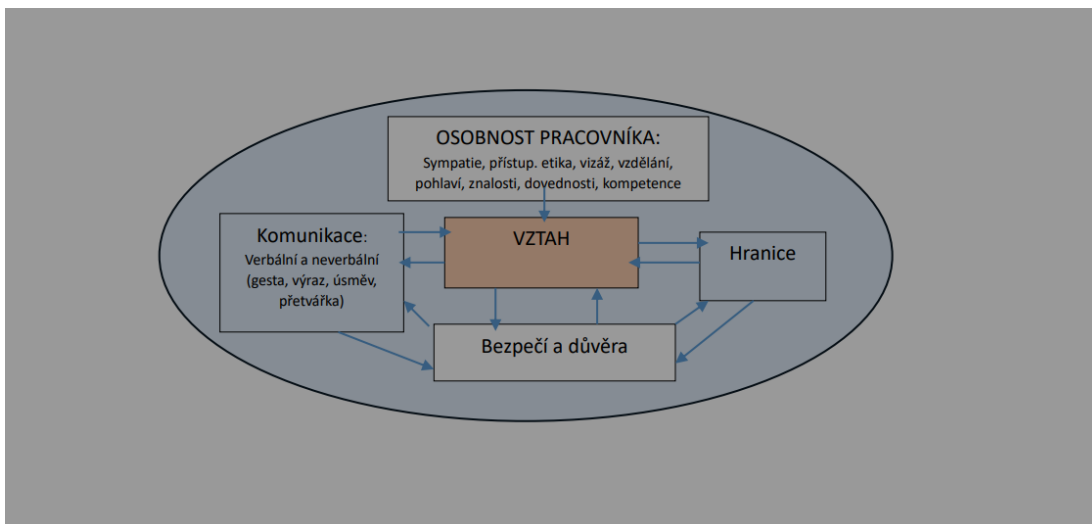 OSOBNOST PRACOVNÍKA:
Sympatie, přístup. etika, vizáž, vzdělání,
pohlaví, znalosti, dovednosti, kompetence
Komunikace:
Verbální a neverbální
(gesta, výraz, úsměv,
přetvářka)
VZTAH
Hranice
Bezpečí a důvěra